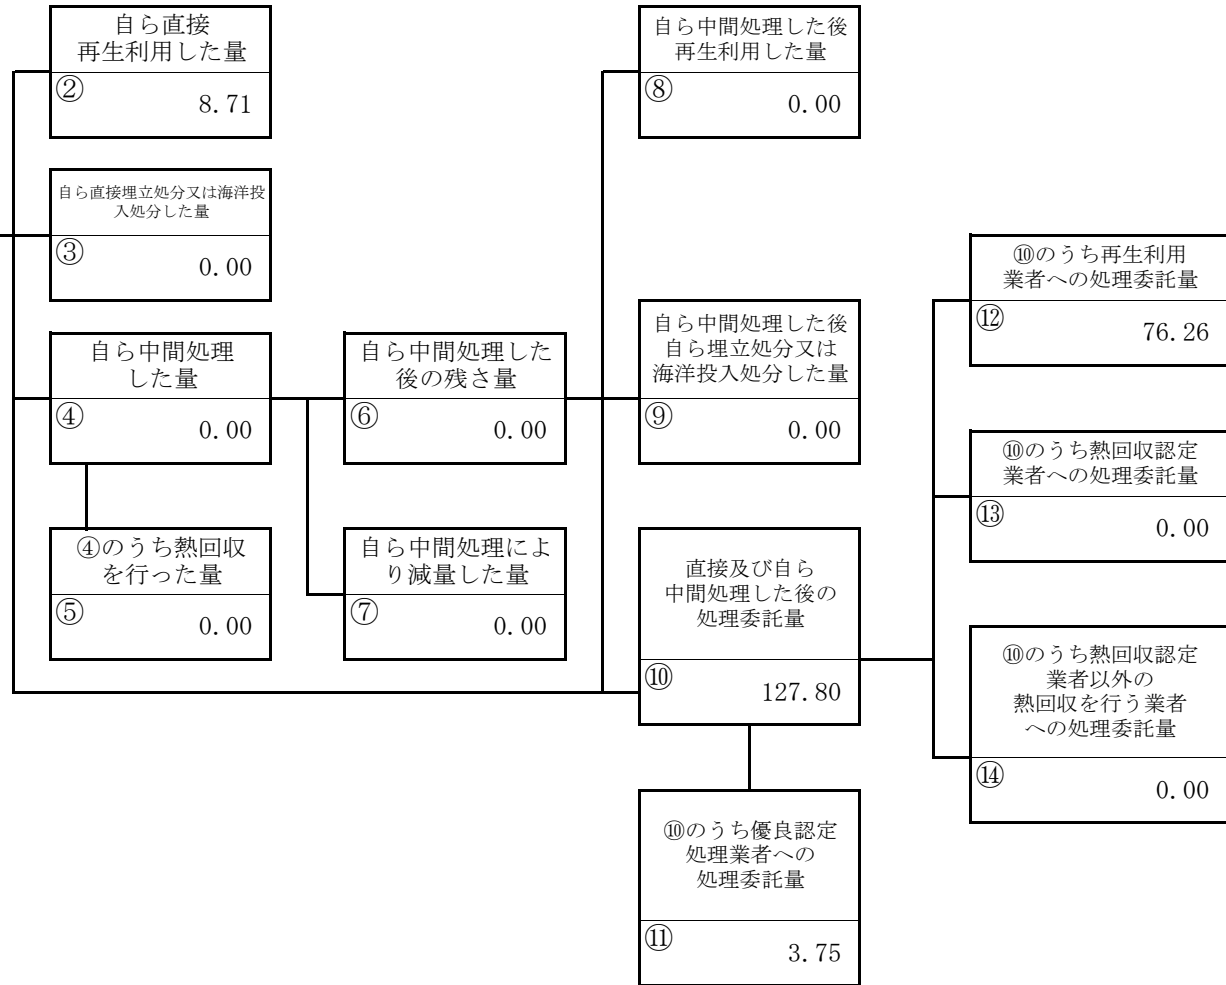 自ら直接
再生利用した量
②
8.71
自ら直接埋立処分又は海洋投
入処分した量
③
0.00
自ら中間処理
した量
④
0.00
④のうち熱回収
を行った量
⑤
0.00
自ら中間処理した
後の残さ量
⑥
0.00
自ら中間処理によ
り減量した量
⑦
0.00
自ら中間処理した後
再生利用した量
⑧
0.00
自ら中間処理した後
自ら埋立処分又は
海洋投入処分した量
⑨
0.00
直接及び自ら
中間処理した後の
処理委託量
⑩
127.80
⑩のうち優良認定
処理業者への
処理委託量
⑪
3.75
⑩のうち再生利用
業者への処理委託量
⑫
76.26
⑩のうち熱回収認定
業者への処理委託量
⑬
0.00
⑩のうち熱回収認定
業者以外の
熱回収を行う業者
への処理委託量
⑭
0.00